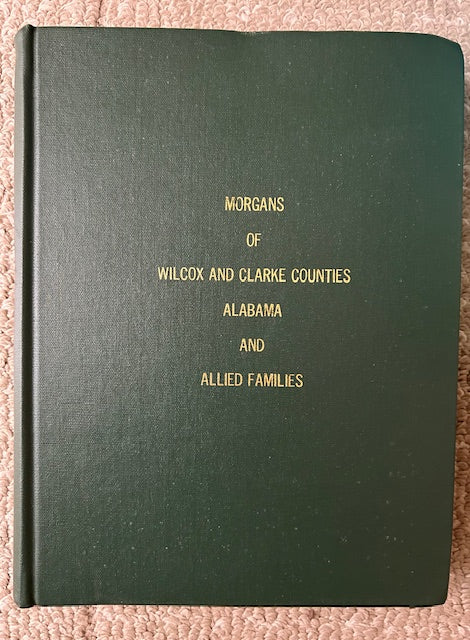 MORGANS
OF
WILCOX AND CLARKE COUNTIES
ALABAMA
AND
ALLIED FAMILIES